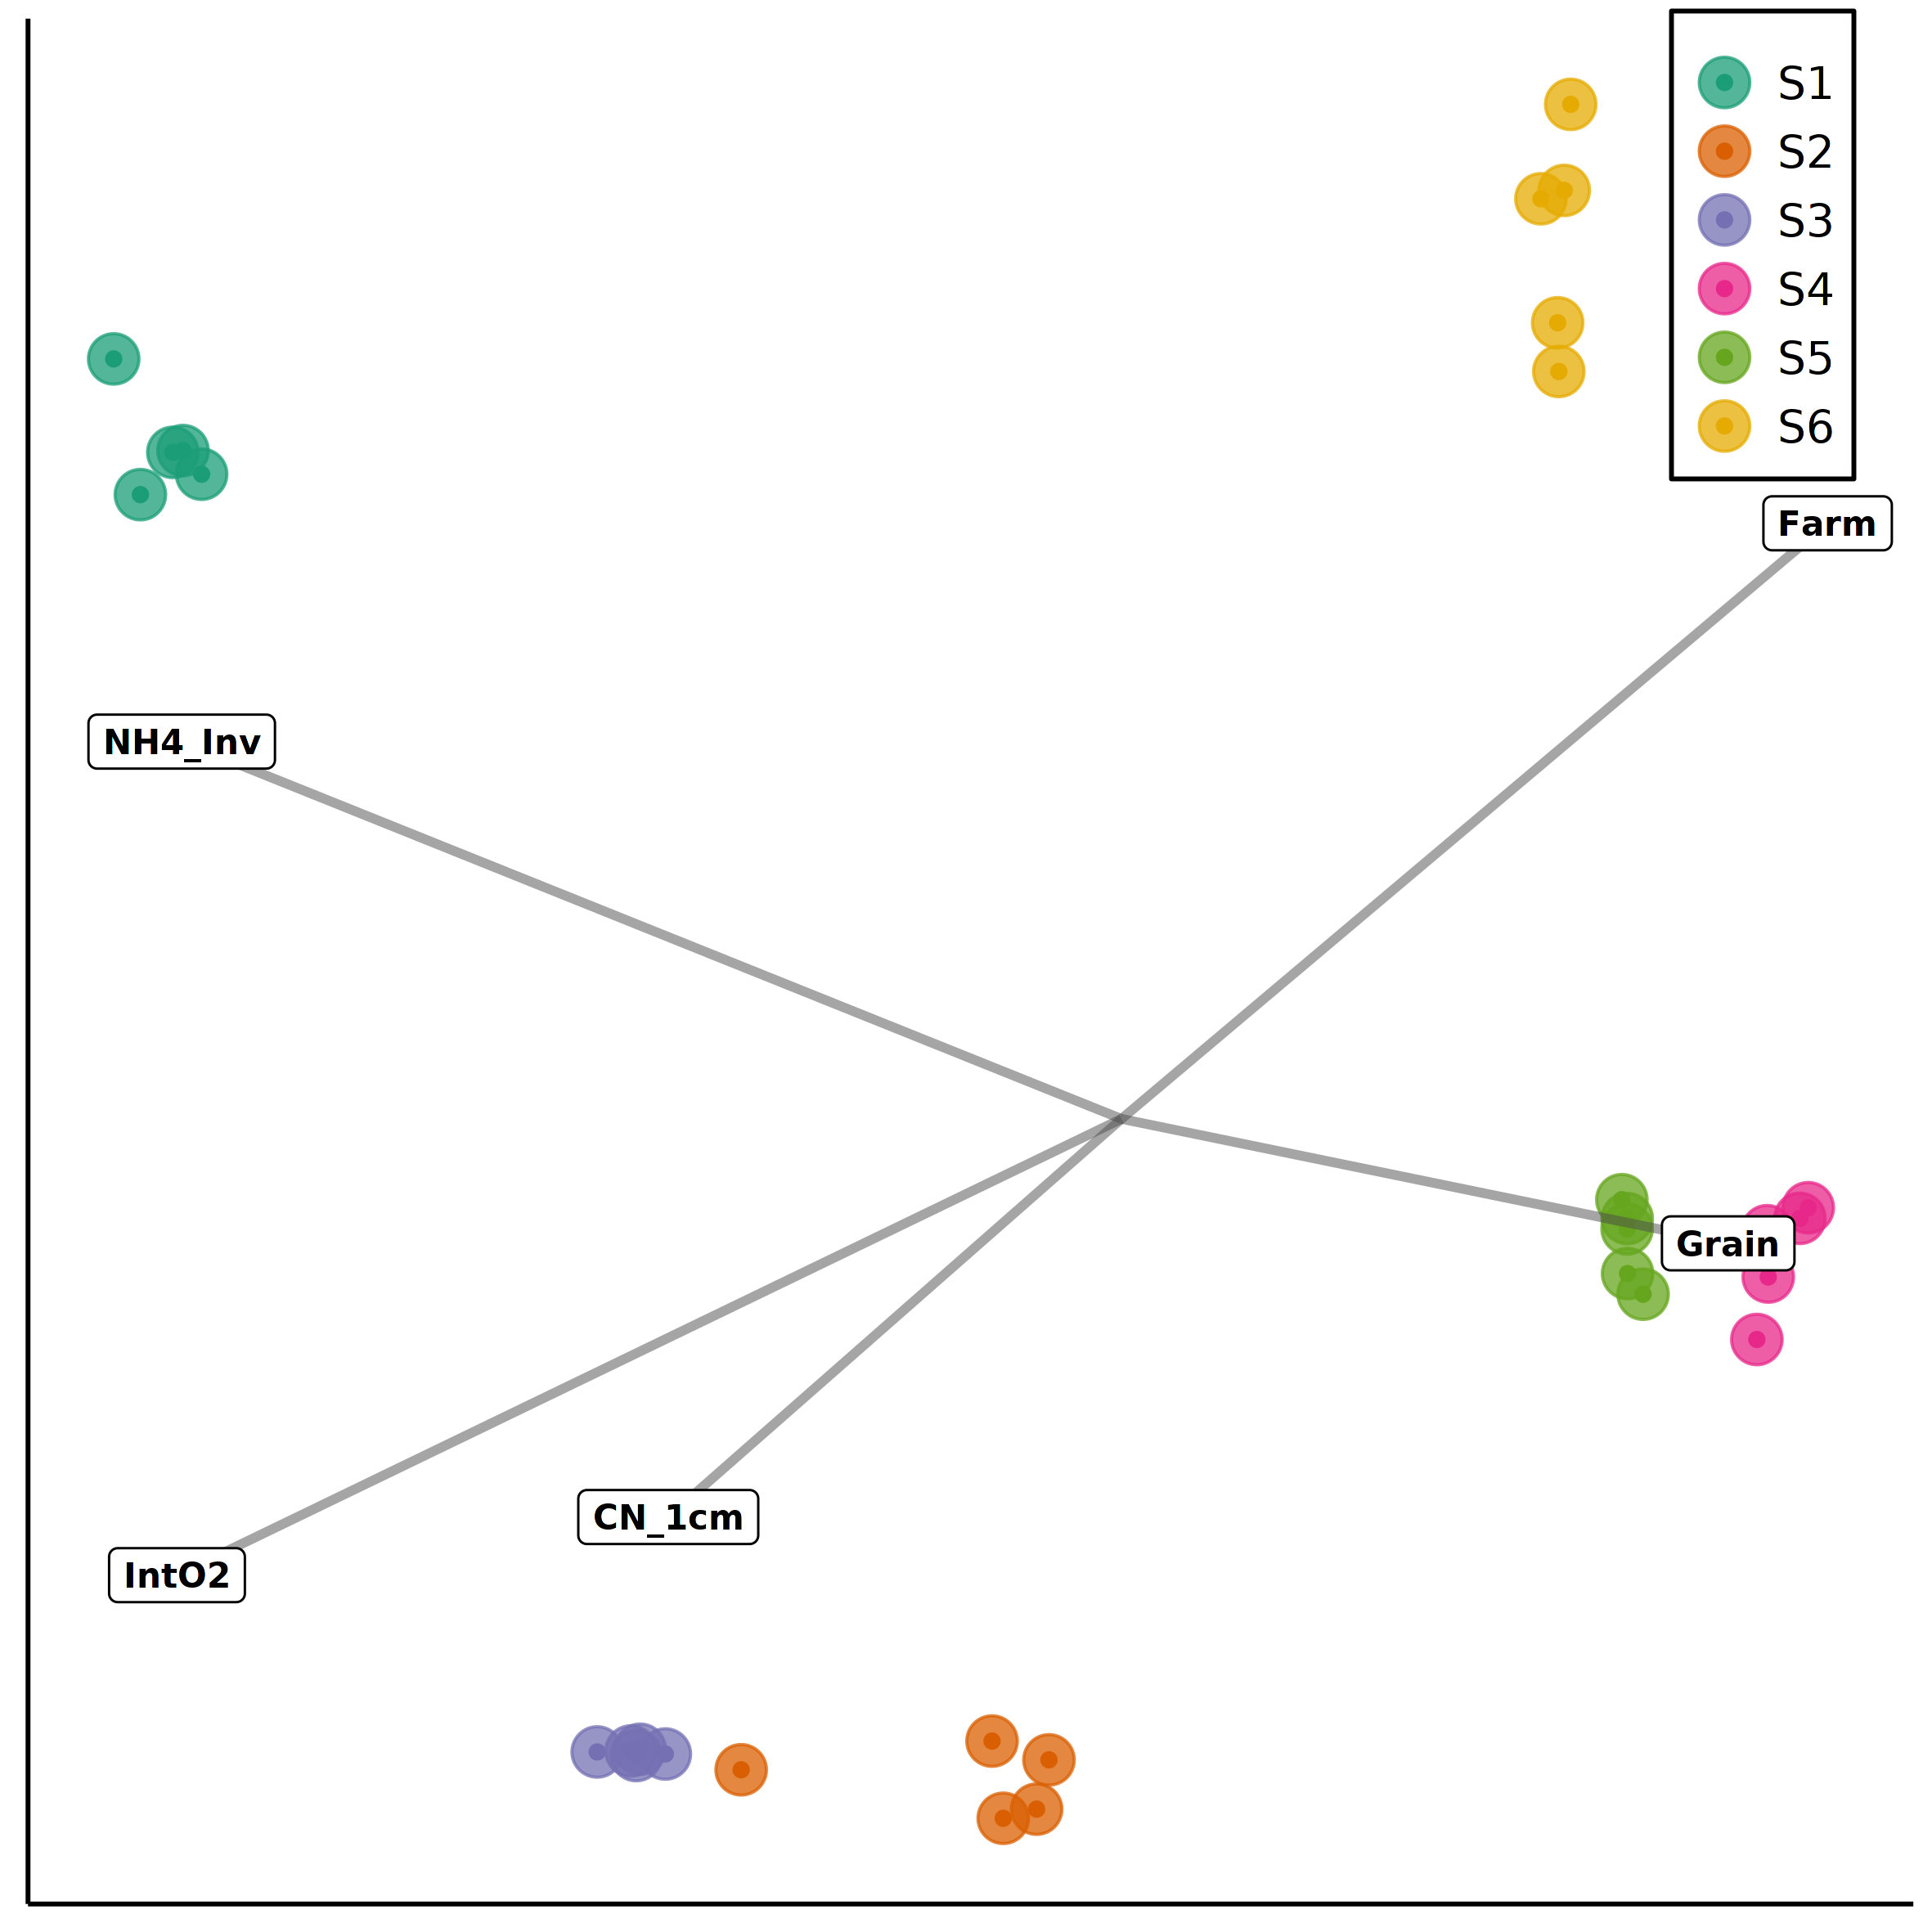 S1
S2
S3
S4
S5
S6
Farm
NH4_Inv
Grain
CN_1cm
IntO2